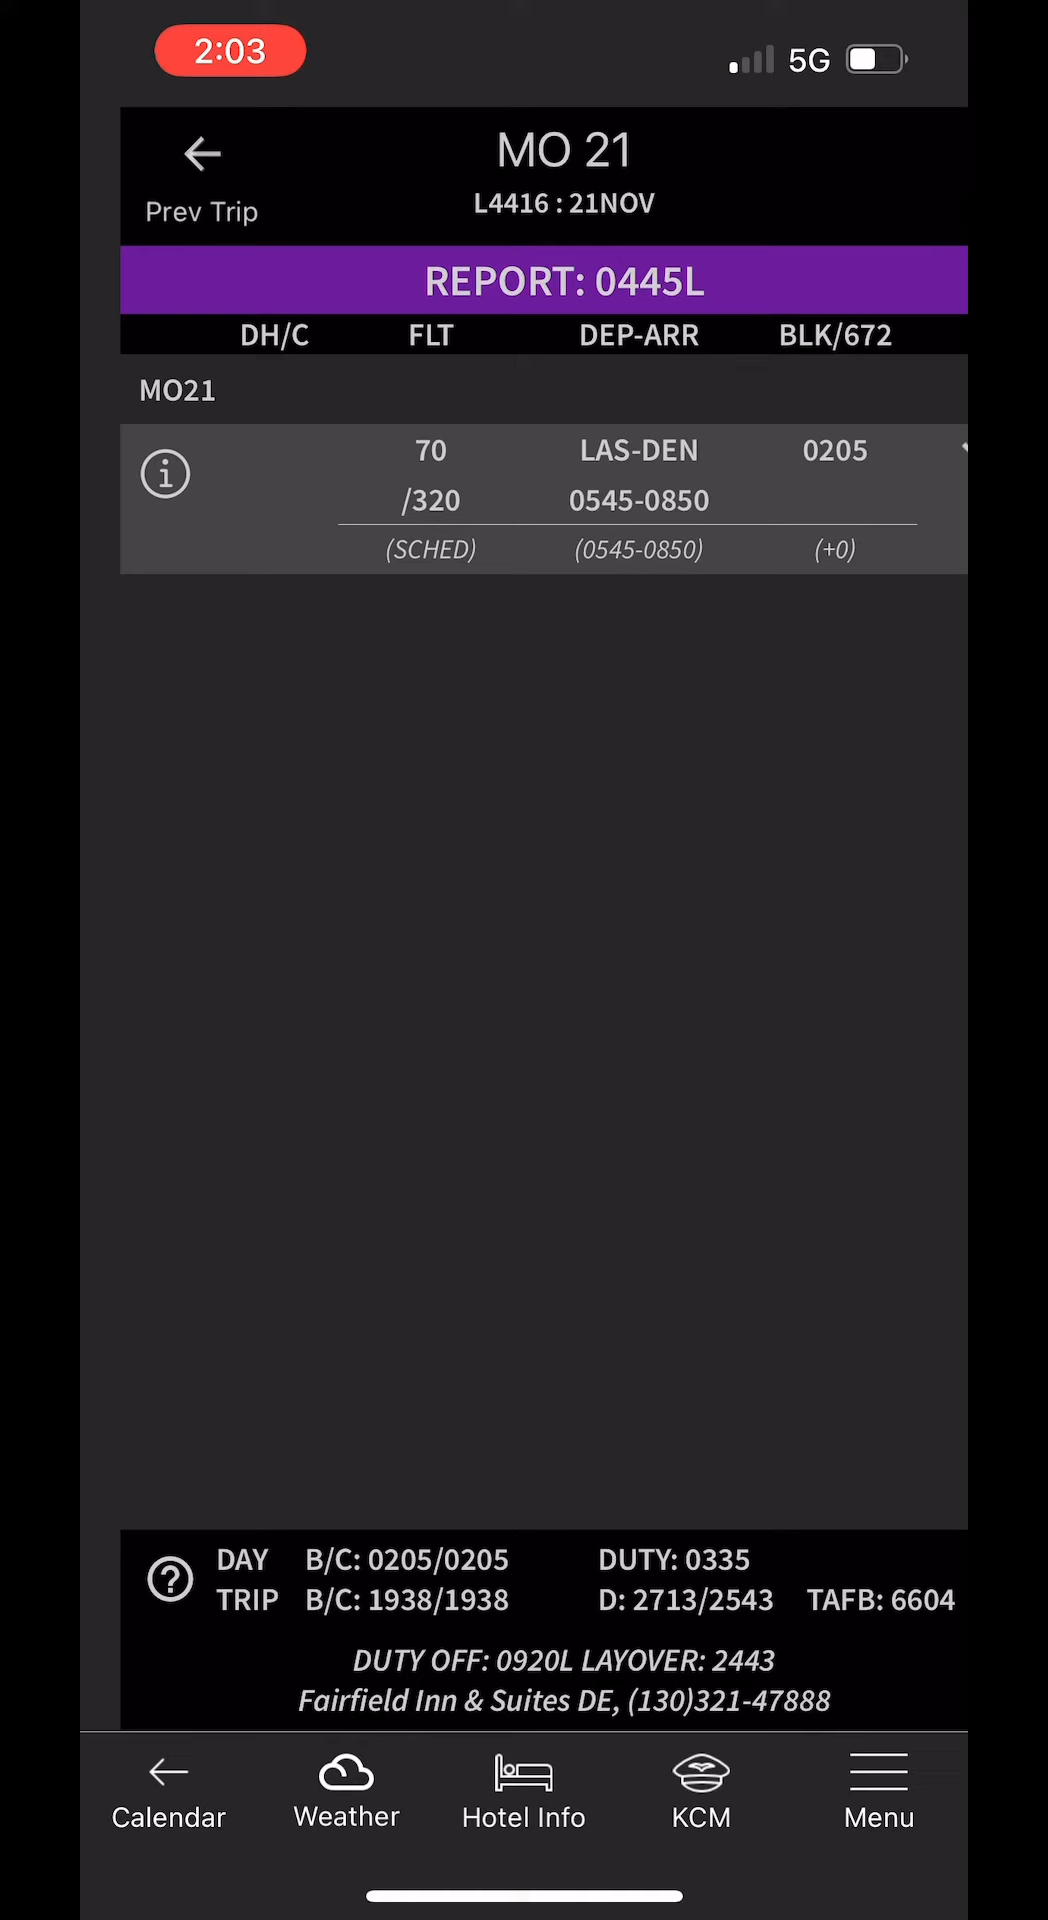 2:03
5G
MO 21
Prev Trip
L4416 : 21NOV
REPORT: 0445L
DH/C FLT DEP-ARR BLK/672
MO21
70 LAS-DEN 0205
/320 0545-0850
(SCHED) (0545-0850) (+0)
DAY B/C: 0205/0205 DUTY: 0335
TRIP B/C: 1938/1938 D: 2713/2543 TAFB: 6604
DUTY OFF: 0920L LAYOVER: 2443
Fairfield Inn & Suites DE, (130)321-47888
Calendar Weather Hotel Info KCM Menu